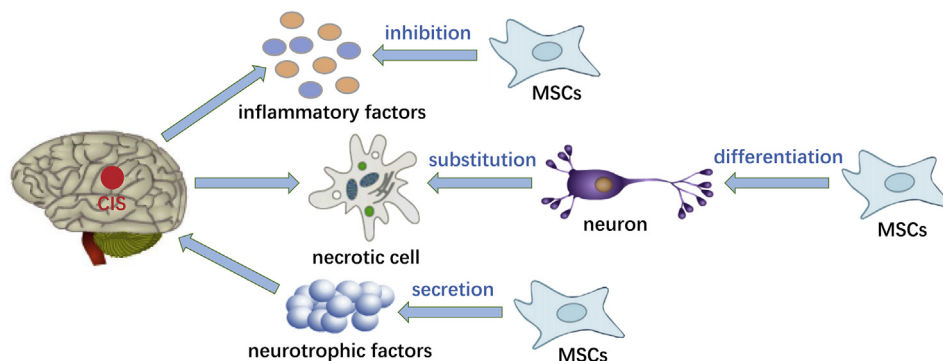 inhibition
MSCs
inflammatory factors
CIS
substitution
differentiation
neuron
MSCs
necrotic cell
secretion
neurotrophic factors
MSCs